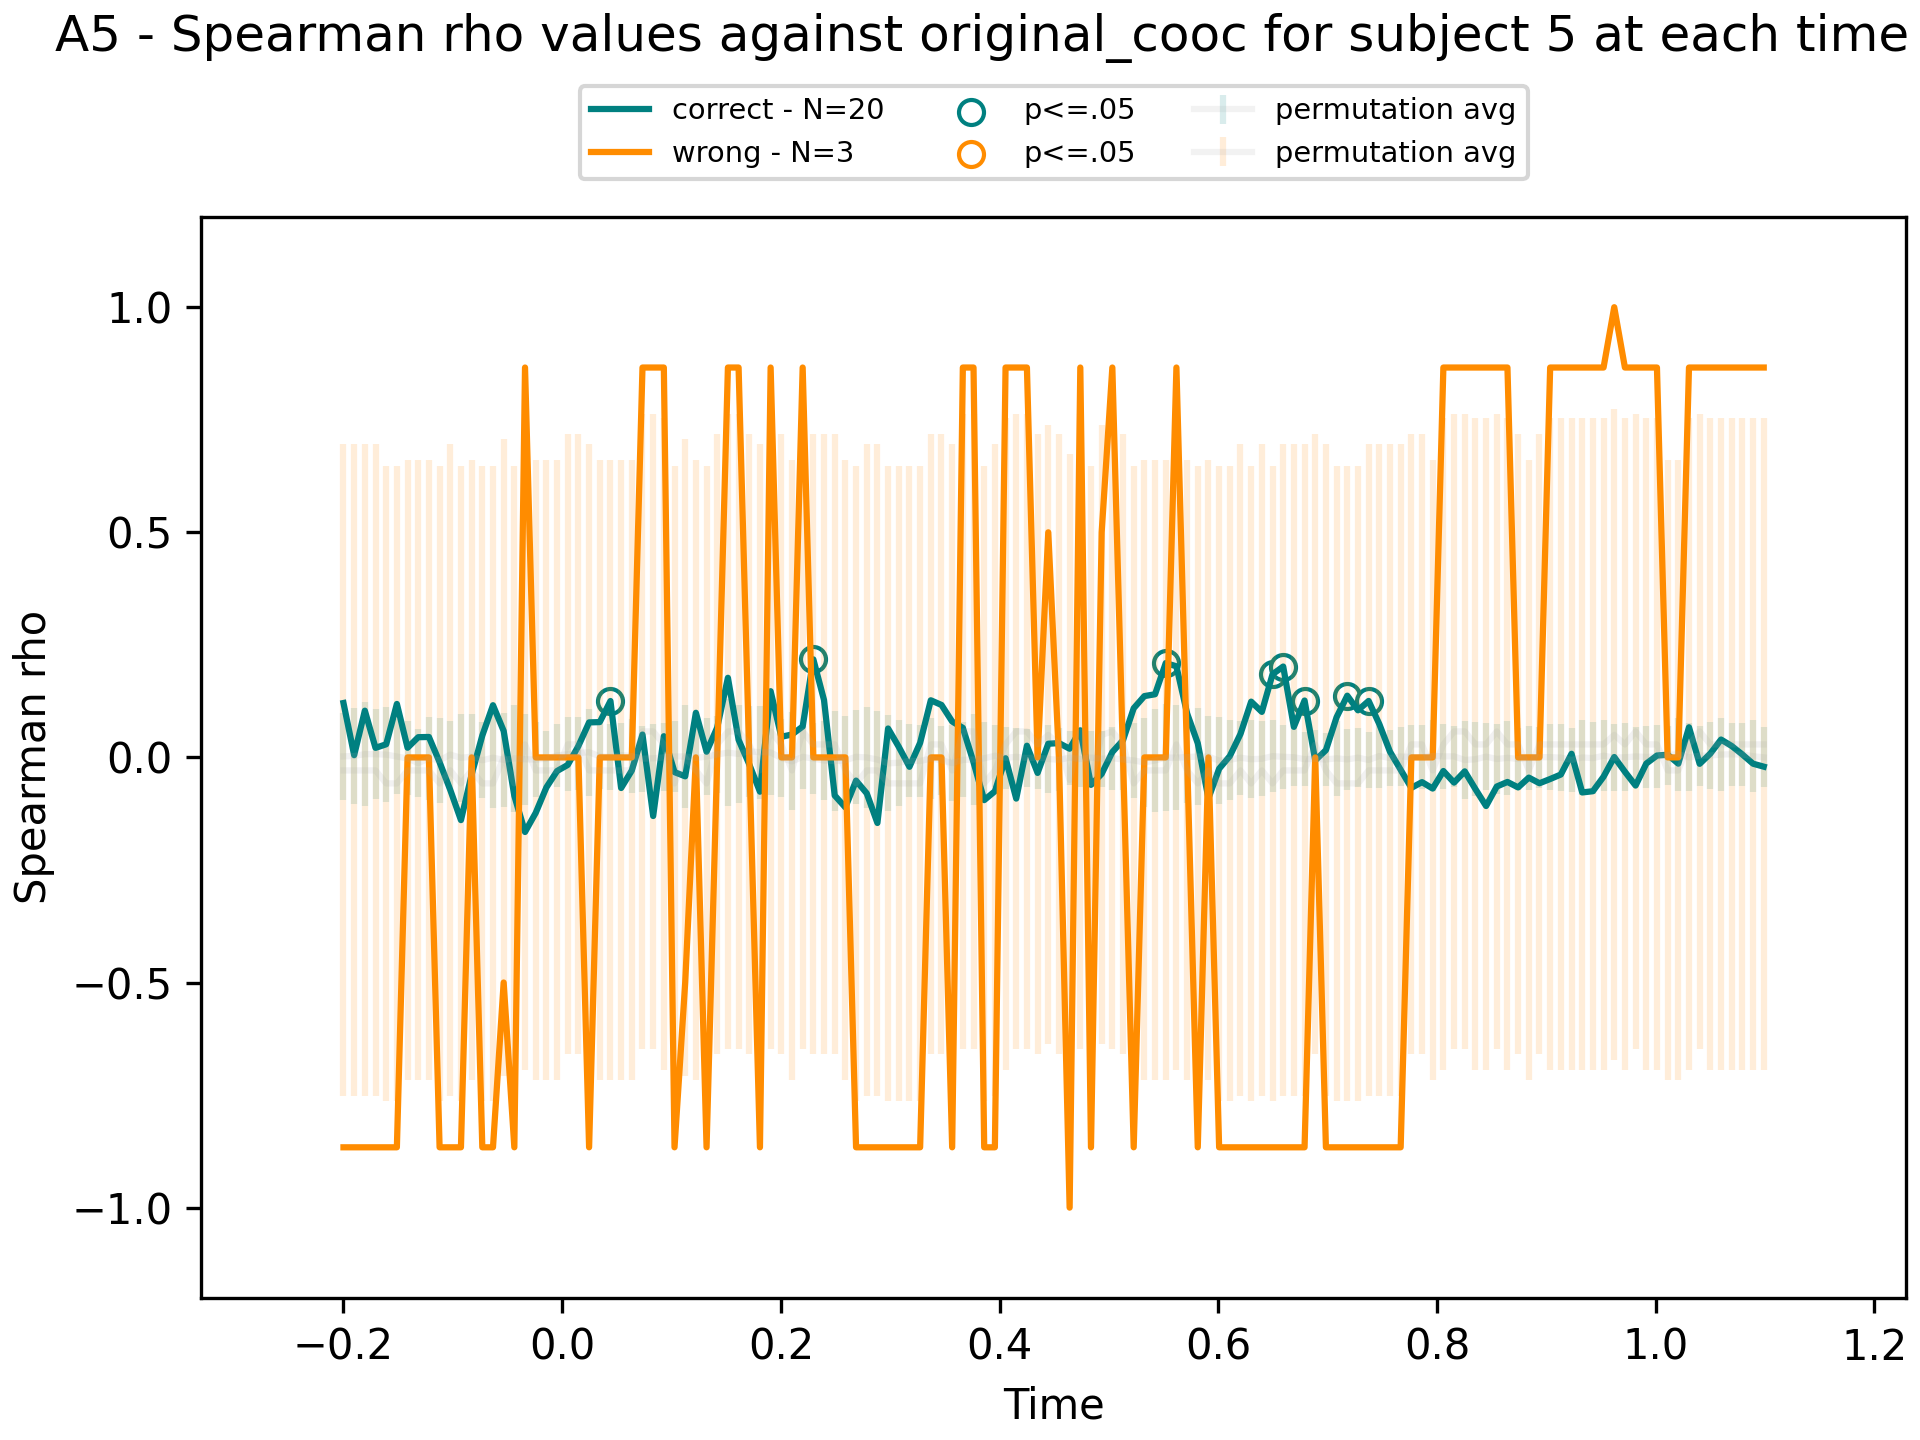 A5 - Spearman rho values against original_cooc for subject 5 at each time
correct - N=20 p<=.05 permutation avg
wrong - N=3 p<=.05 permutation avg
1.0
0.5
0.0
−0.5
−1.0
Spearman rho
−0.2 0.0 0.2 0.4 0.6 0.8 1.0 1.2
Time